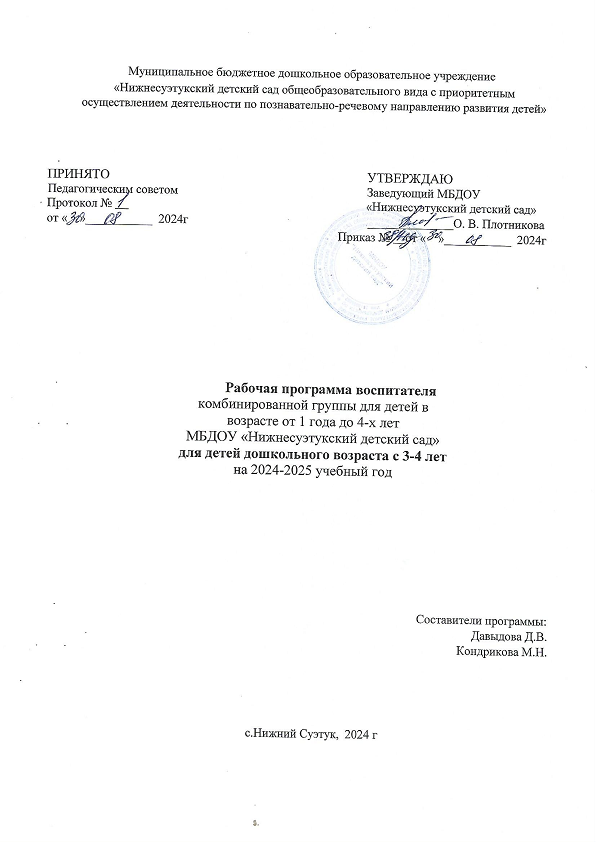 Муниципальное бюджетное дошкольное образовательное учреждение
«Нижнесуэтукский детский сад общеобразовательного вида с приоритетным
осуществлением деятельности по познавательно-речевому направлению развития детей»
ПРИНЯТО
Педагогическим советом
Протокол № 1
от «30» 08 2024г
УТВЕРЖДАЮ
Заведующий МБДОУ
«Нижнесуэтукский детский сад»
О. В. Плотникова
Приказ № от «30» 08 2024г
Рабочая программа воспитателя
комбинированной группы для детей в
возрасте от 1 года до 4-х лет
МБДОУ «Нижнесуэтукский детский сад»
для детей дошкольного возраста с 3-4 лет
на 2024-2025 учебный год
Составители программы:
Давыдова Д.В.
Кондрикова М.Н.
с.Нижний Суэтук, 2024 г